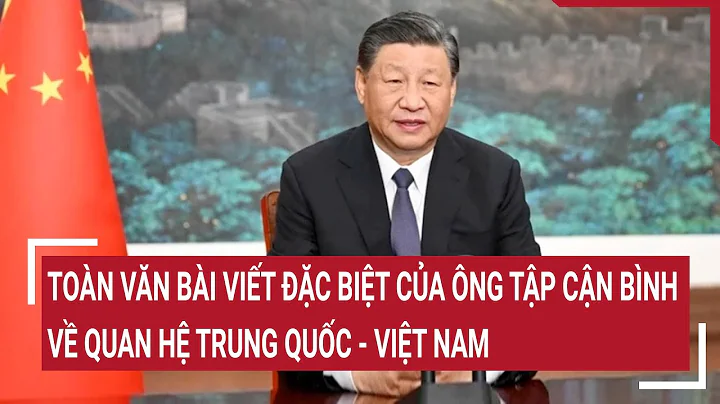 TOÀN VĂN BÀI VIẾT ĐẶC BIỆT CỦA ÔNG TẬP CẬN BÌNH
VỀ QUAN HỆ TRUNG QUỐC - VIỆT NAM